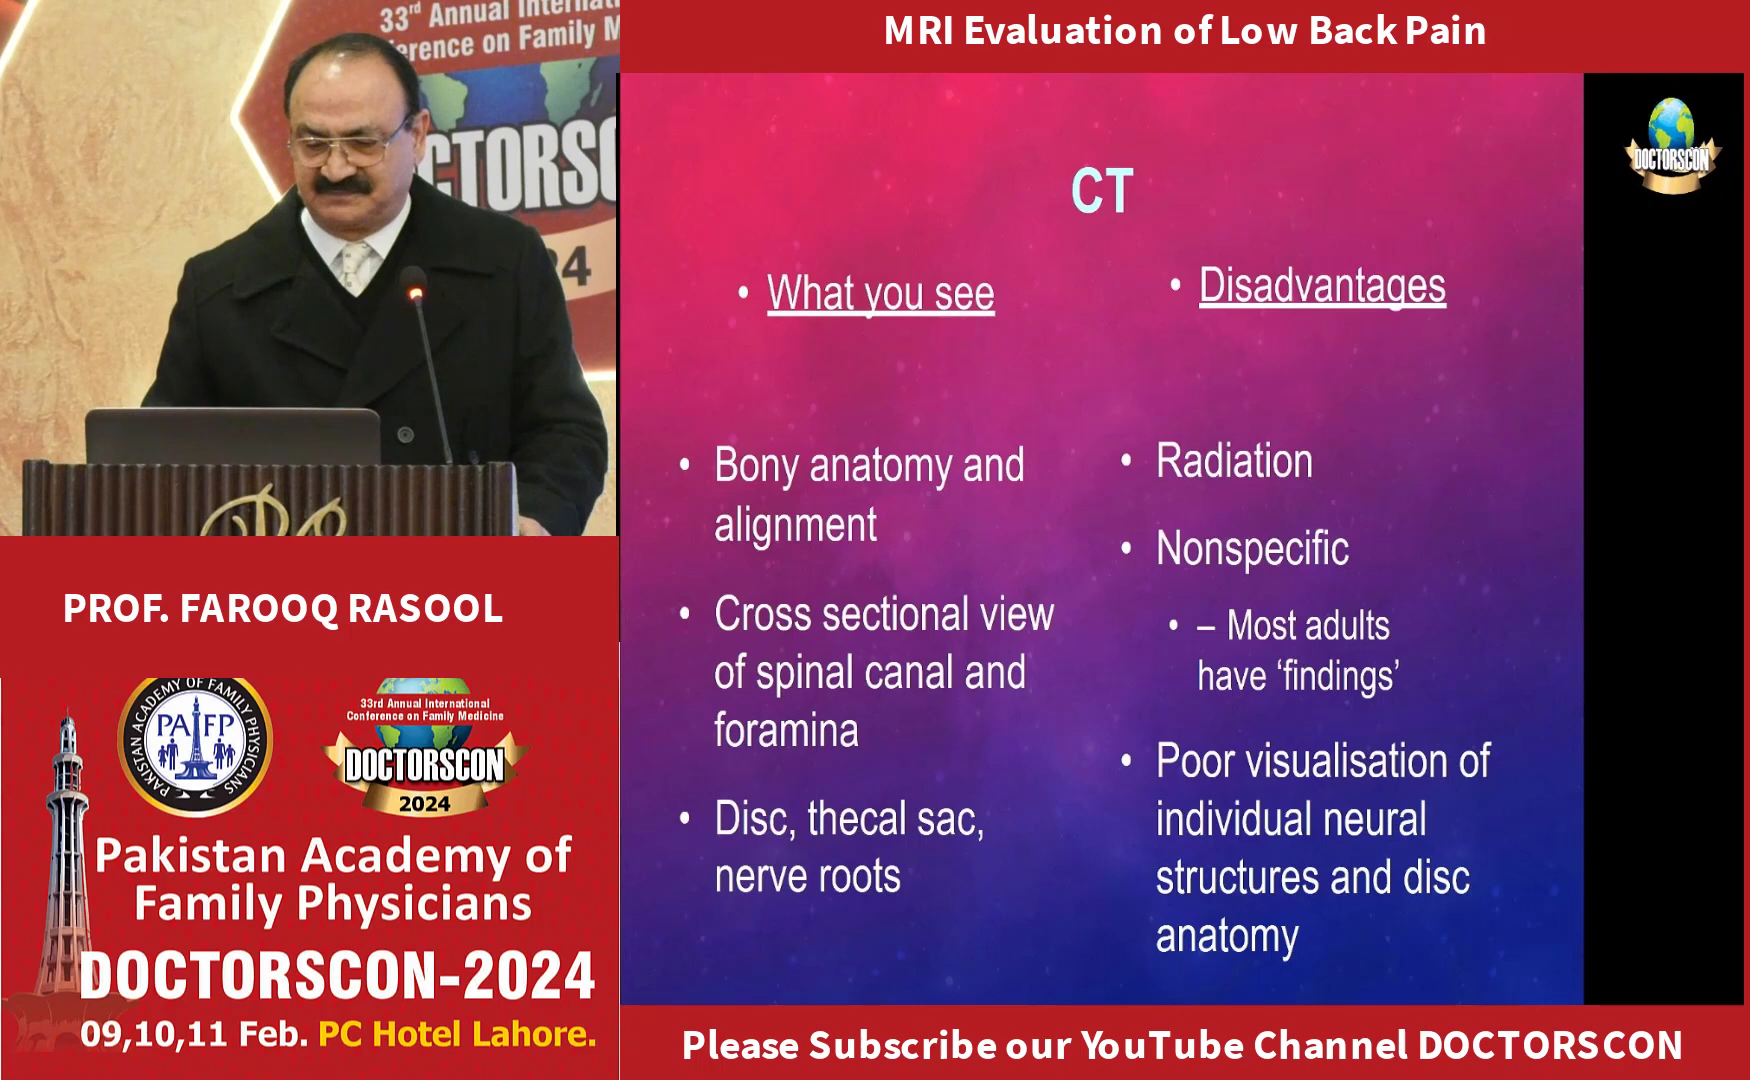 33rd Annual Internati
erence on Family M
CTORSC
4
PROF. FAROOQ RASOOL
PAKISTAN ACADEMY OF FAMILY PHYSICIANS
PAFP
33rd Annual International
Conference on Family Medicine
DOCTORSCON
2024
Pakistan Academy of
Family Physicians
DOCTORSCON-2024
09,10,11 Feb. PC Hotel Lahore.
MRI Evaluation of Low Back Pain
DOCTORSCON
CT
• What you see
• Bony anatomy and
alignment
• Cross sectional view
of spinal canal and
foramina
• Disc, thecal sac,
nerve roots
• Disadvantages
• Radiation
• Nonspecific
• – Most adults
have ‘findings’
• Poor visualisation of
individual neural
structures and disc
anatomy
Please Subscribe our YouTube Channel DOCTORSCON